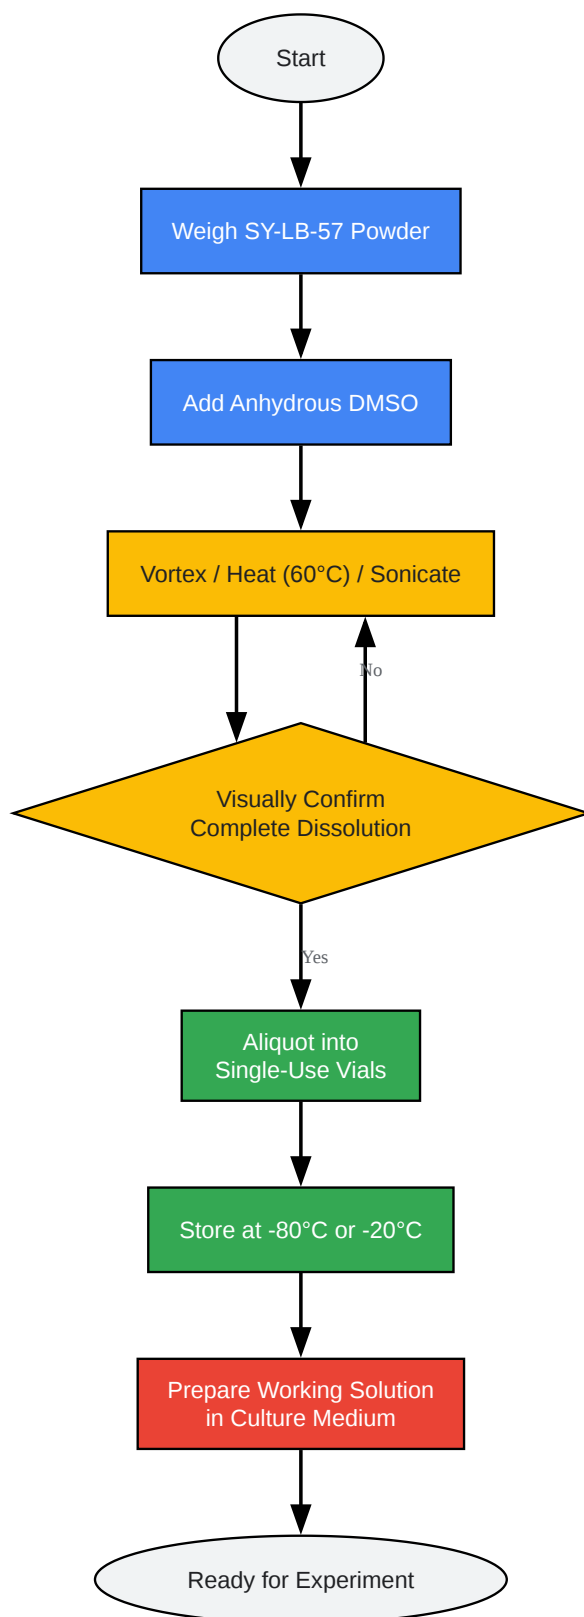 Start
Weigh SY-LB-57 Powder
Add Anhydrous DMSO
Vortex / Heat (60°C) / Sonicate
No
Visually Confirm
Complete Dissolution
Yes
Aliquot into
Single-Use Vials
Store at -80°C or -20°C
Prepare Working Solution
in Culture Medium
Ready for Experiment